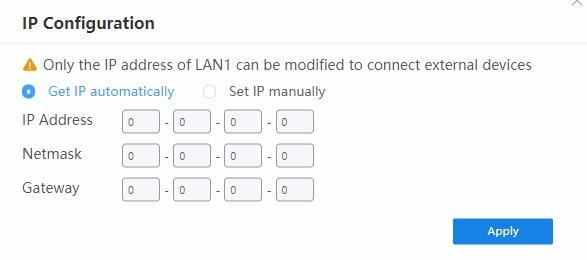 IP Configuration
Only the IP address of LAN1 can be modified to connect external devices
Get IP automatically Set IP manually
IP Address 0 - 0 - 0 - 0
Netmask 0 - 0 - 0 - 0
Gateway 0 - 0 - 0 - 0
Apply